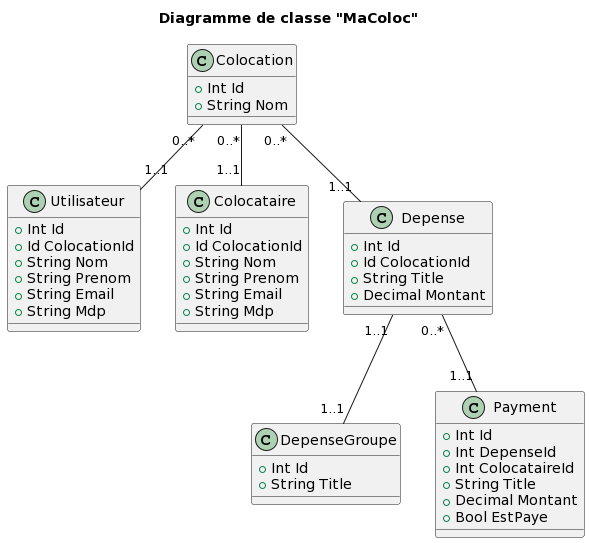 Diagramme de classe "MaColoc"
C Colocation
Int Id
String Nom
0..* 0..* 0..*
1..1 1..1 1..1
C Utilisateur
Int Id
Id ColocationId
String Nom
String Prenom
String Email
String Mdp
C Colocataire
Int Id
Id ColocationId
String Nom
String Prenom
String Email
String Mdp
C Depense
Int Id
Id ColocationId
String Title
Decimal Montant
1..1 0..*
1..1 1..1
C DepenseGroupe
Int Id
String Title
C Payment
Int Id
Int DepenseId
Int ColocataireId
String Title
Decimal Montant
Bool EstPaye